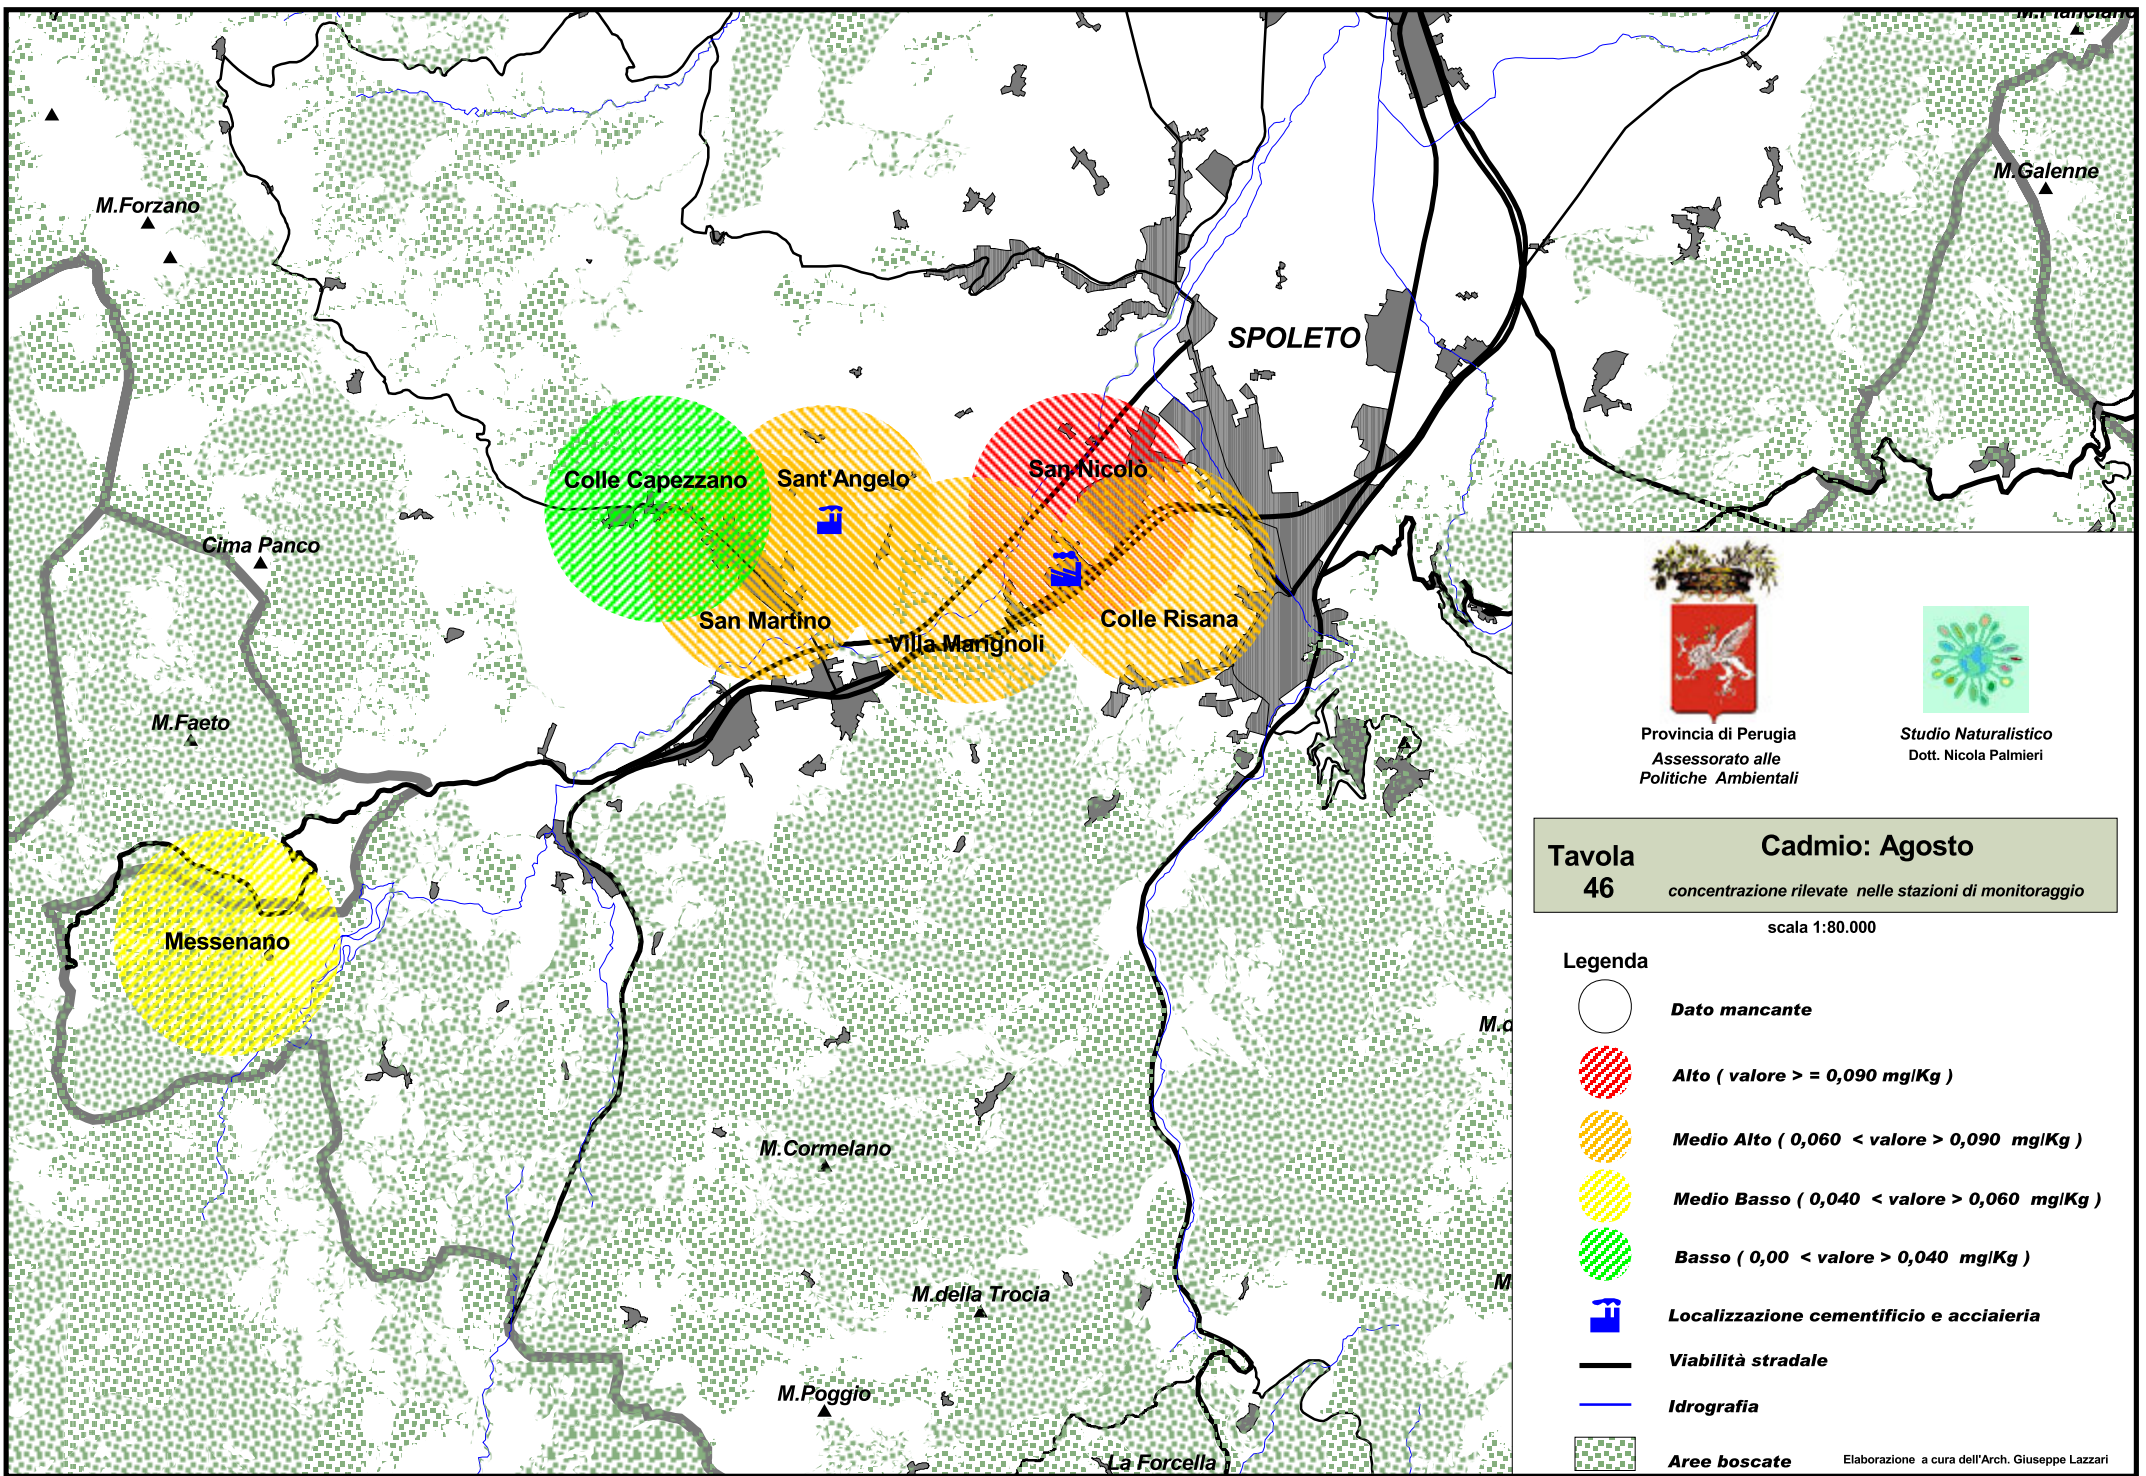 M.Forzano
M.Galenne
SPOLETO
Colle Capezzano
Sant'Angelo
San Nicolò
Cima Panco
San Martino
Villa Marignoli
Colle Risana
M.Faeto
Messenano
M.Cormelano
M.della Trocia
M.Poggio
La Forcella
Provincia di Perugia
Assessorato alle
Politiche Ambientali
Studio Naturalistico
Dott. Nicola Palmieri
Tavola
46
Cadmio: Agosto
concentrazione rilevate nelle stazioni di monitoraggio
scala 1:80.000
Legenda
Dato mancante
Alto ( valore > = 0,090 mg/Kg )
Medio Alto ( 0,060 < valore > 0,090 mg/Kg )
Medio Basso ( 0,040 < valore > 0,060 mg/Kg )
Basso ( 0,00 < valore > 0,040 mg/Kg )
Localizzazione cementificio e acciaieria
Viabilità stradale
Idrografia
Aree boscate
Elaborazione a cura dell'Arch. Giuseppe Lazzari